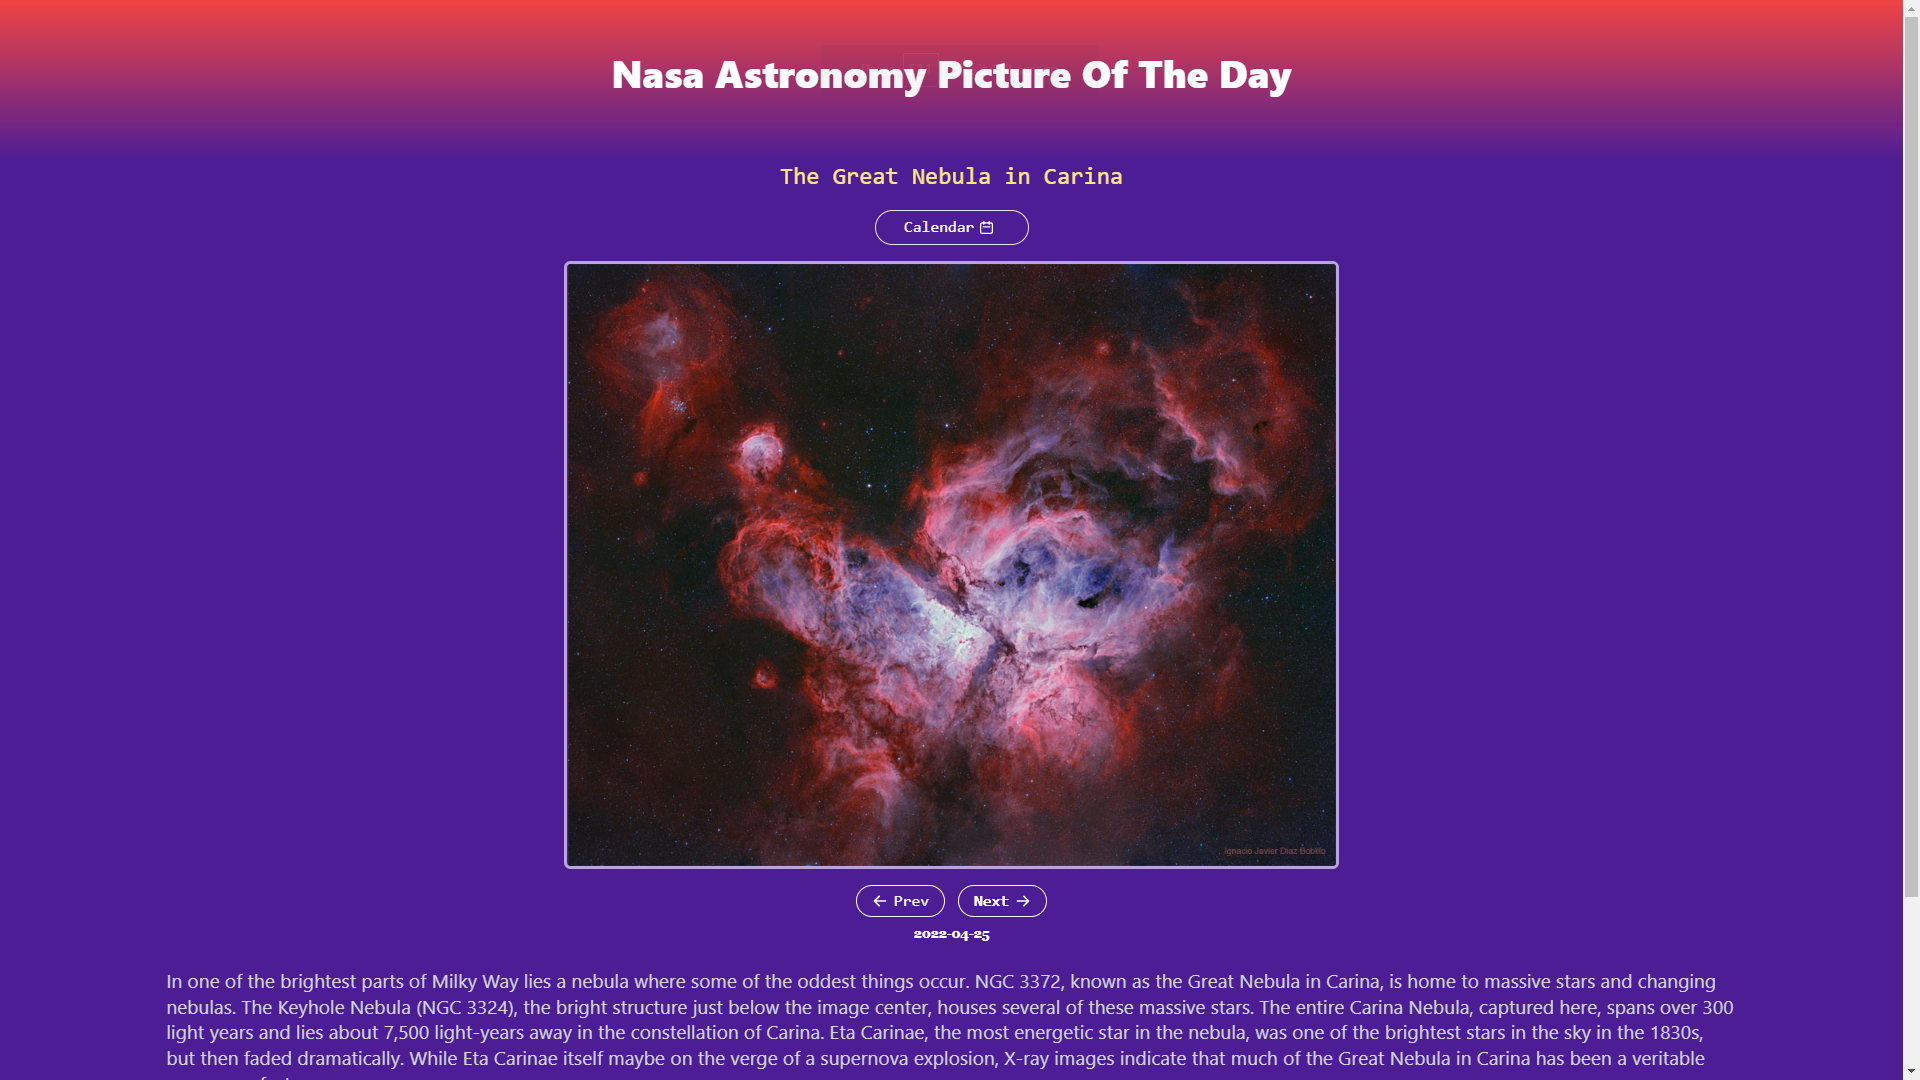 Nasa Astronomy Picture Of The Day
The Great Nebula in Carina
Calendar
Ignacio Javier Diaz Bobillo
Prev
Next
2022-04-25
In one of the brightest parts of Milky Way lies a nebula where some of the oddest things occur. NGC 3372, known as the Great Nebula in Carina, is home to massive stars and changing
nebulas. The Keyhole Nebula (NGC 3324), the bright structure just below the image center, houses several of these massive stars. The entire Carina Nebula, captured here, spans over 300
light years and lies about 7,500 light-years away in the constellation of Carina. Eta Carinae, the most energetic star in the nebula, was one of the brightest stars in the sky in the 1830s,
but then faded dramatically. While Eta Carinae itself maybe on the verge of a supernova explosion, X-ray images indicate that much of the Great Nebula in Carina has been a veritable